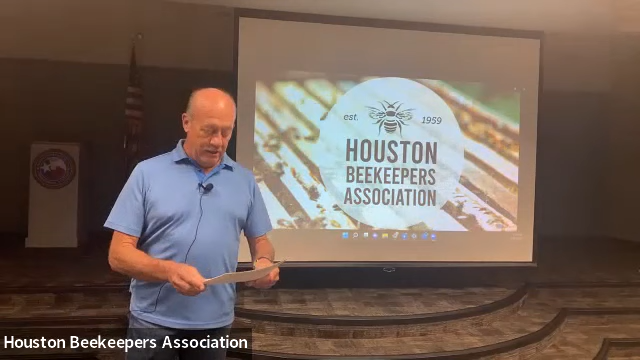 est. 1959
HOUSTON
BEEKEEPERS
ASSOCIATION
Houston Beekeepers Association